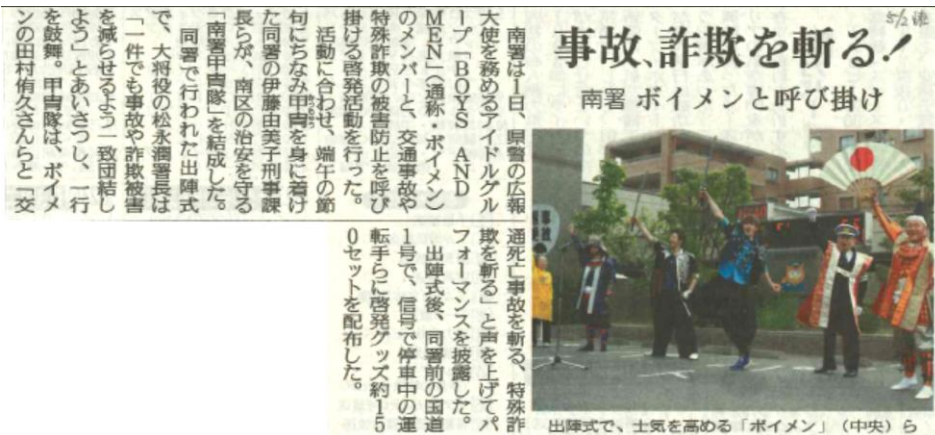 5/2
事故、詐欺を斬る!
南署 ボイメンと呼び掛け
南署は1日、県警の広報
大使を務めるアイドルグル
ープ「BOYS AND
MEN」(通称・ボイメン)
のメンバーと、交通事故や
特殊詐欺の被害防止を呼び
掛ける啓発活動を行った。
活動に合わせ、端午の節
句にちなみ甲冑を身に着け
た同署の伊藤由美子刑事課
長らが、南区の治安を守る
「南署甲冑隊」を結成した。
同署で行われた出陣式
で、大将役の松永潤署長は
「一件でも事故や詐欺被害
を減らせるよう一致団結し
よう」とあいさつし、一行
を鼓舞。甲冑隊は、ボイメ
ンの田村侑久さんらと「交
通死亡事故を斬る、特殊詐
欺を斬る」と声を上げてパ
フォーマンスを披露した。
出陣式後、同署前の国道
1号で、信号で停車中の運
転手らに啓発グッズ約15
0セットを配布した。
出陣式で、士気を高める「ボイメン」(中央)ら